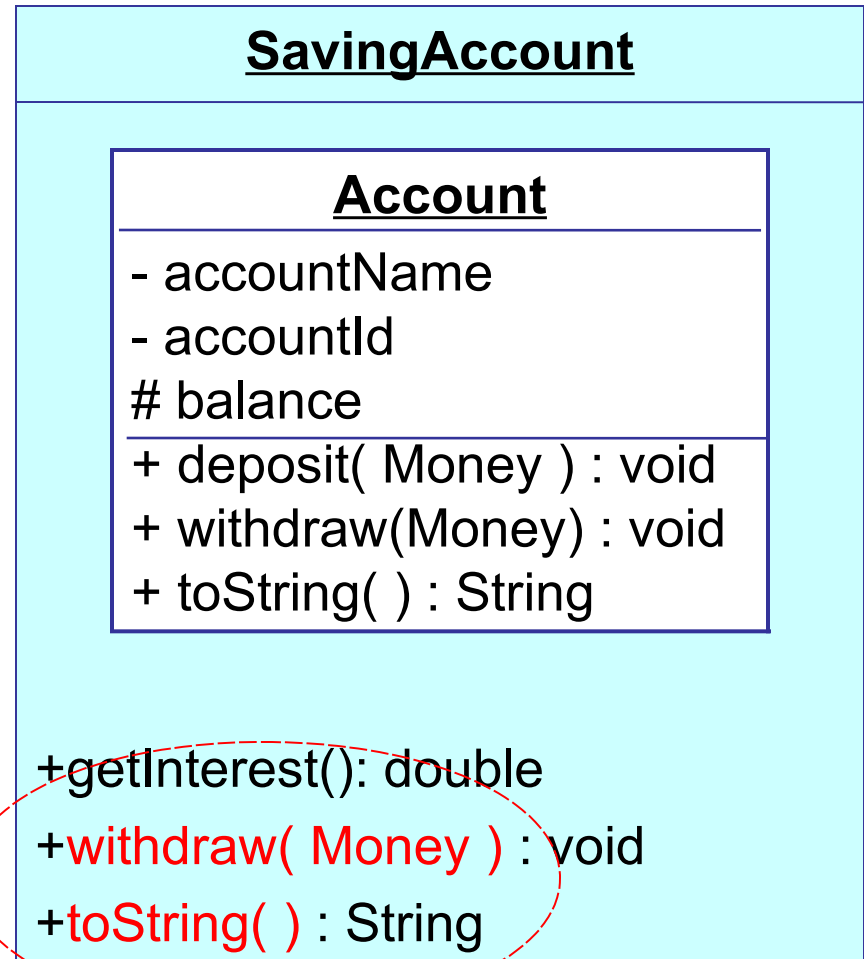 SavingAccount
Account
- accountName
- accountId
# balance
+ deposit( Money ) : void
+ withdraw(Money) : void
+ toString( ) : String
+getInterest(): double
+withdraw( Money ) : void
+toString( ) : String